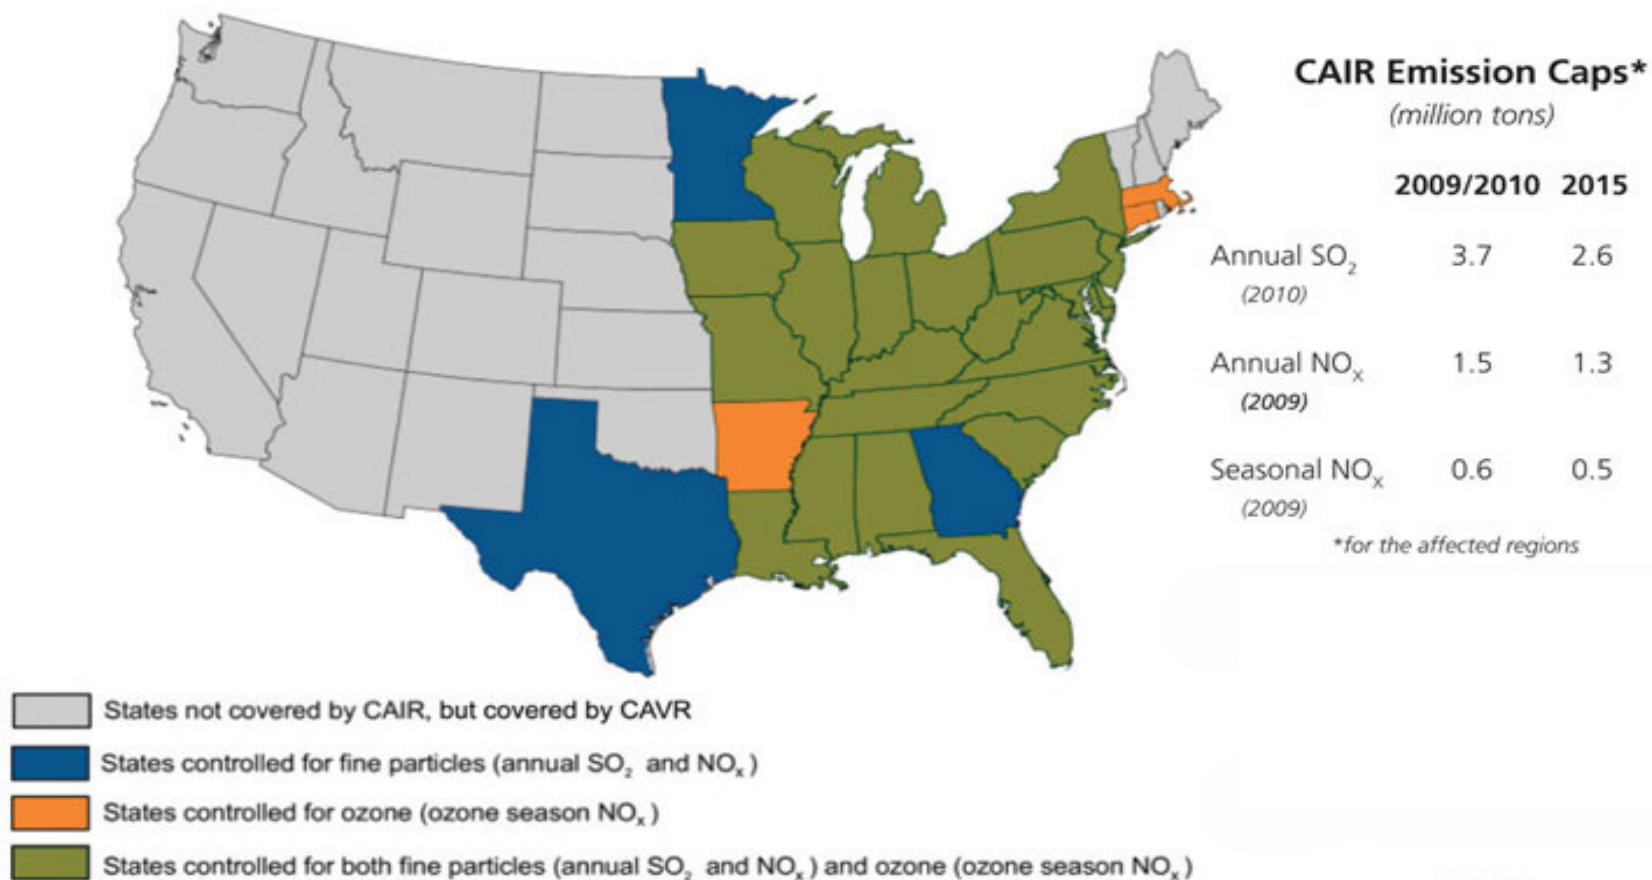 CAIR Emission Caps*
(million tons)
2009/2010 2015
Annual SO₂ 3.7 2.6
(2010)
Annual NOₓ 1.5 1.3
(2009)
Seasonal NOₓ 0.6 0.5
(2009)
*for the affected regions
States not covered by CAIR, but covered by CAVR
States controlled for fine particles (annual SO₂ and NOₓ)
States controlled for ozone (ozone season NOₓ)
States controlled for both fine particles (annual SO₂ and NOₓ) and ozone (ozone season NOₓ)